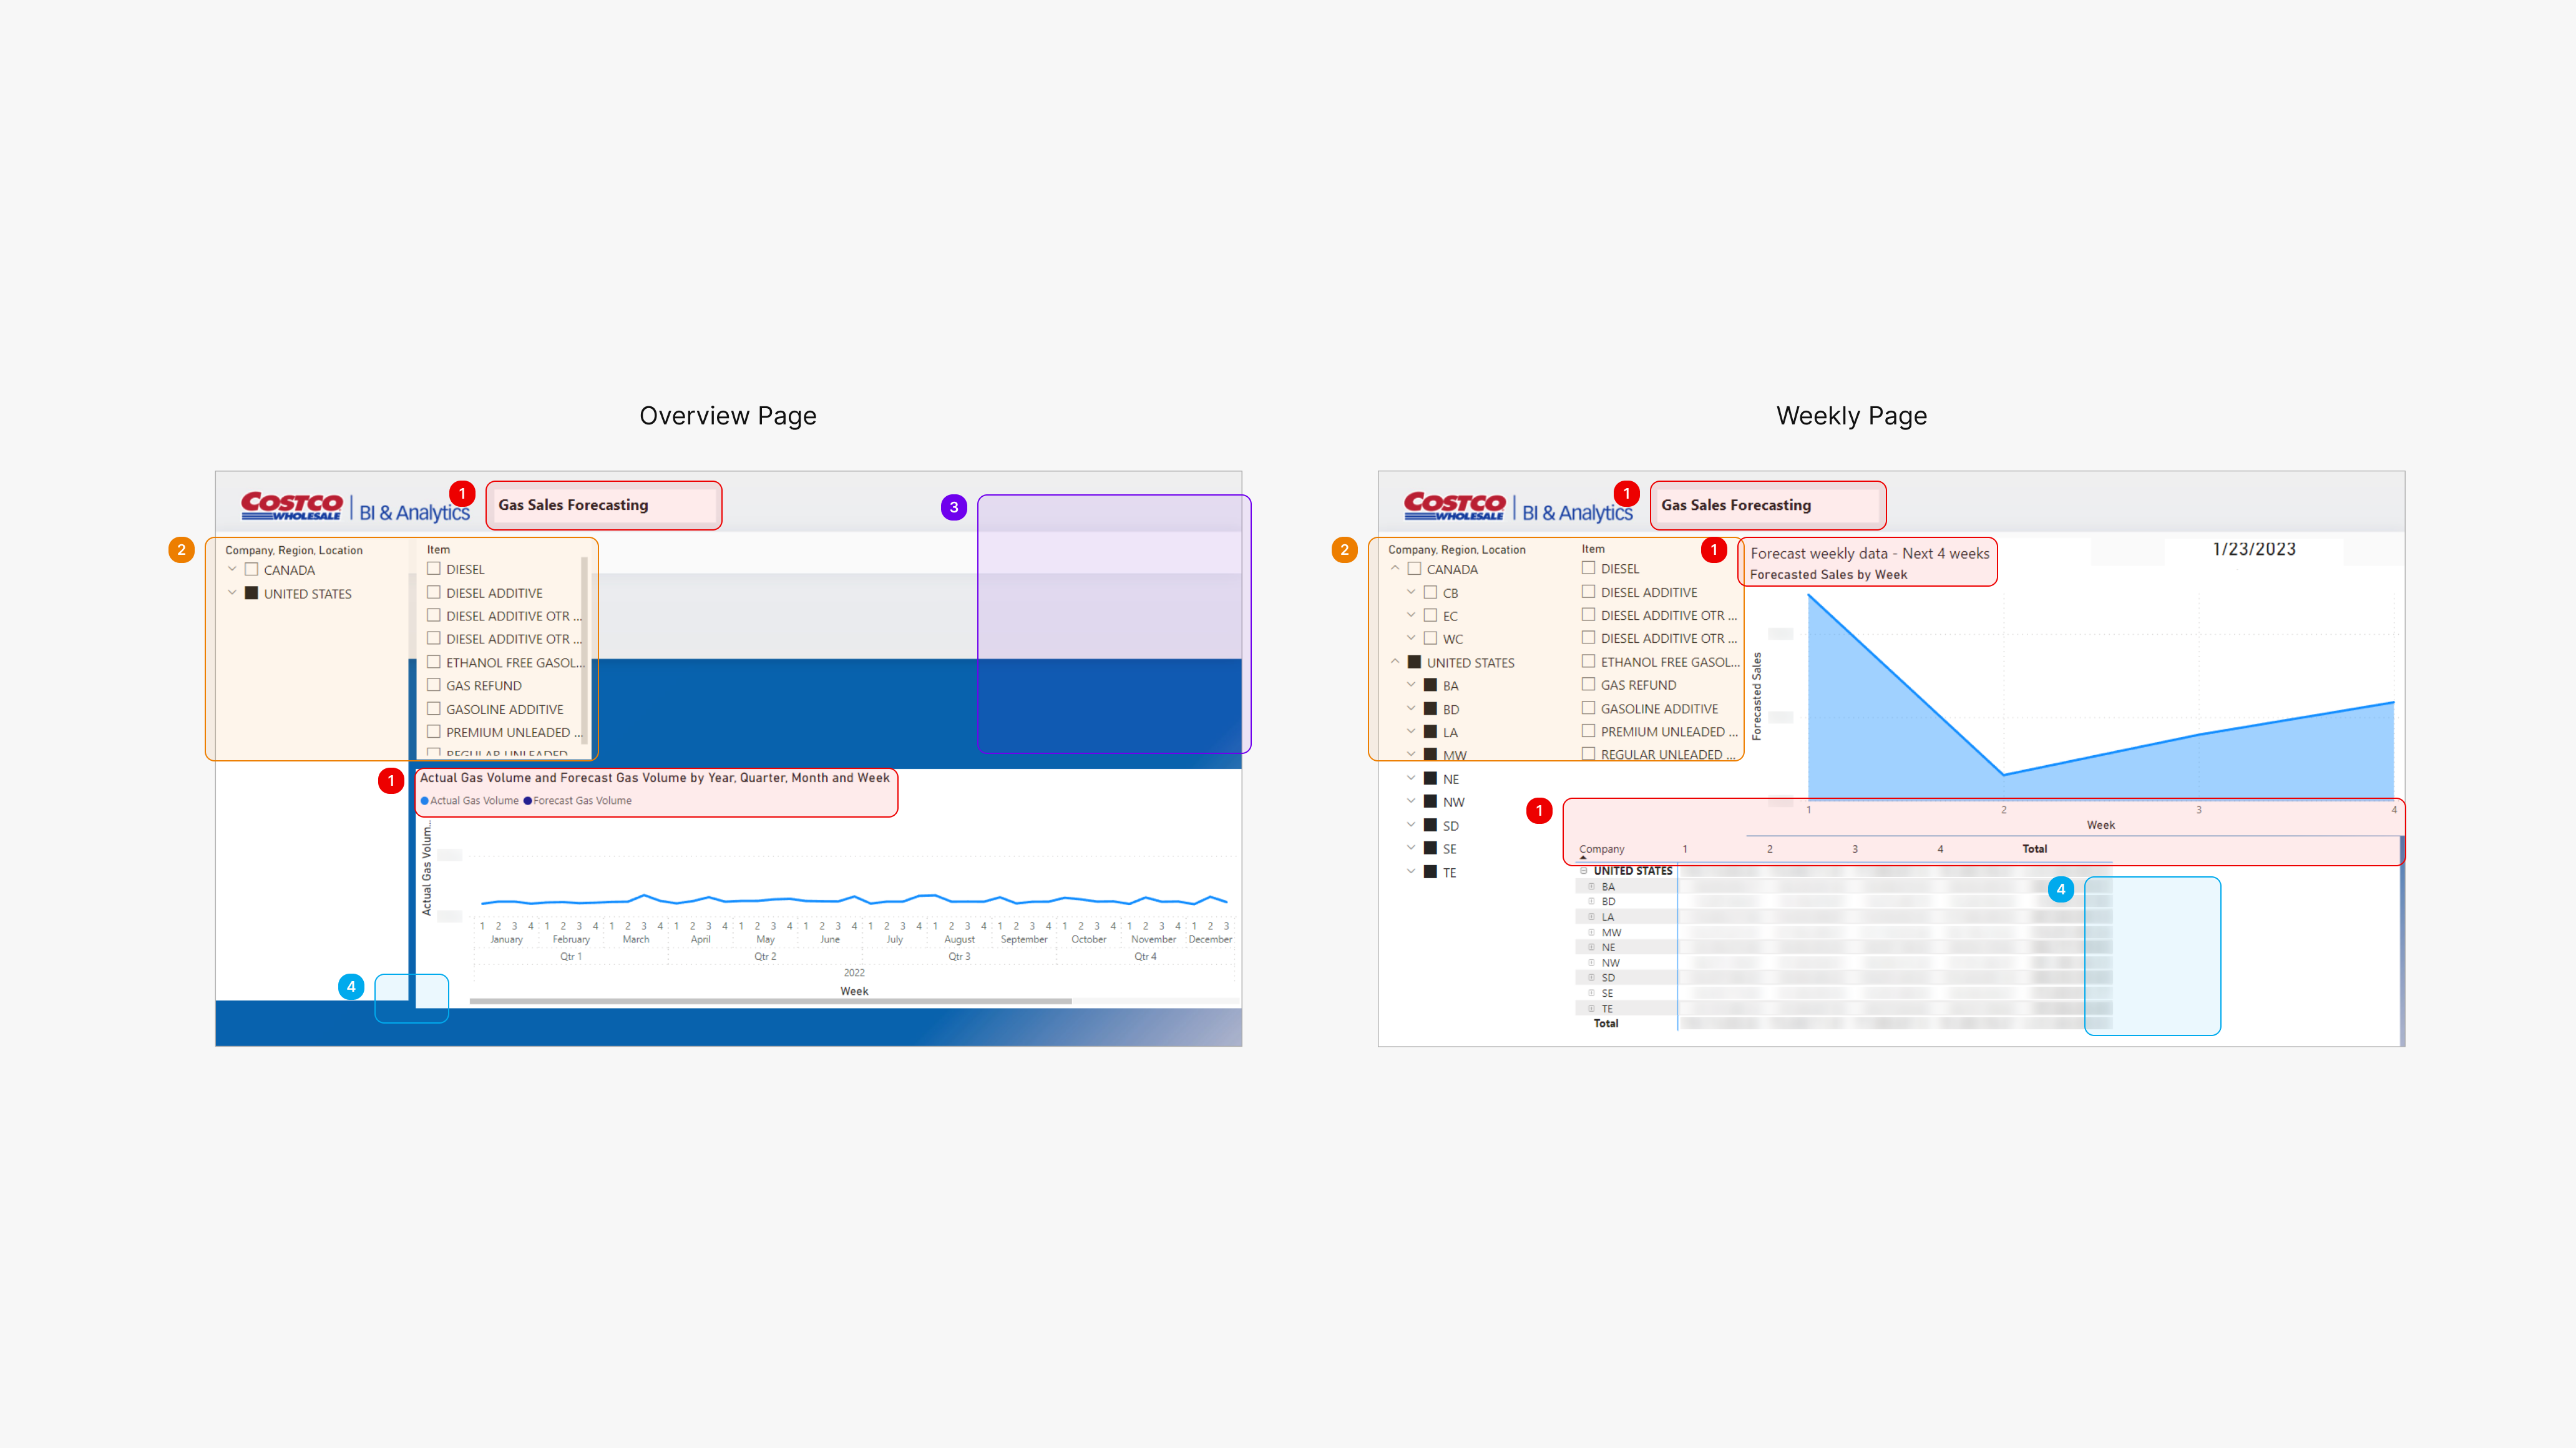 Overview Page
COSTCO WHOLESALE BI & Analytics
1
Gas Sales Forecasting
3
2
Company, Region, Location
CANADA
UNITED STATES
Item
DIESEL
DIESEL ADDITIVE
DIESEL ADDITIVE OTR ...
DIESEL ADDITIVE OTR ...
ETHANOL FREE GASOL...
GAS REFUND
GASOLINE ADDITIVE
PREMIUM UNLEADED ...
REGULAR UNLEADED
1
Actual Gas Volume and Forecast Gas Volume by Year, Quarter, Month and Week
Actual Gas Volume Forecast Gas Volume
Actual Gas Volum...
1 2 3 4 1 2 3 4 1 2 3 4 1 2 3 4 1 2 3 4 1 2 3 4 1 2 3 4 1 2 3 4 1 2 3 4 1 2 3 4 1 2 3 4 1 2 3
January February March April May June July August September October November December
Qtr 1 Qtr 2 Qtr 3 Qtr 4
2022
Week
4
Weekly Page
COSTCO WHOLESALE BI & Analytics
1
Gas Sales Forecasting
2
Company, Region, Location
CANADA
CB
EC
WC
UNITED STATES
BA
BD
LA
MW
NE
NW
SD
SE
TE
Item
DIESEL
DIESEL ADDITIVE
DIESEL ADDITIVE OTR ...
DIESEL ADDITIVE OTR ...
ETHANOL FREE GASOL...
GAS REFUND
GASOLINE ADDITIVE
PREMIUM UNLEADED ...
REGULAR UNLEADED ...
1
Forecast weekly data - Next 4 weeks
Forecasted Sales by Week
1/23/2023
Forecasted Sales
1 2 3 4
Week
1
Company 1 2 3 4 Total
UNITED STATES
BA
BD
LA
MW
NE
NW
SD
SE
TE
Total
4